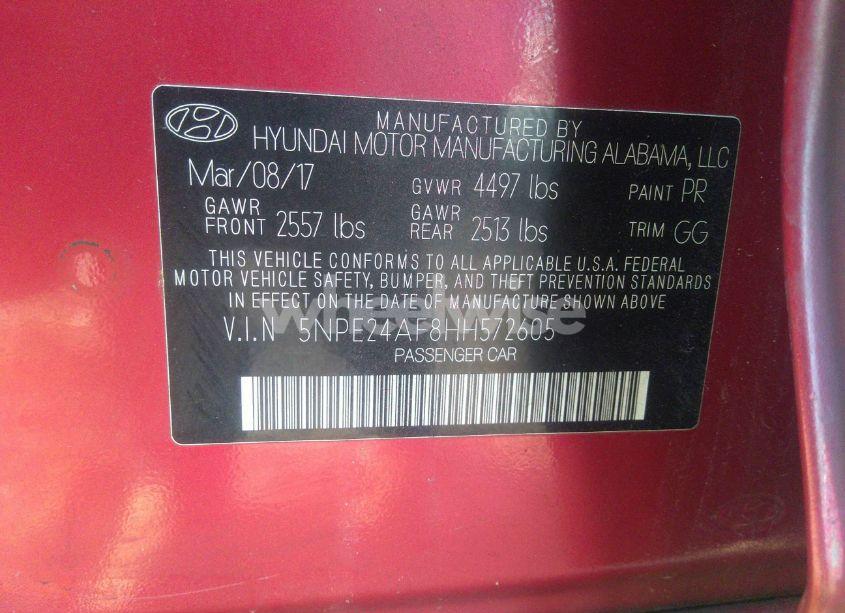 MANUFACTURED BY
HYUNDAI MOTOR MANUFACTURING ALABAMA, LLC
Mar/08/17 GVWR 4497 lbs PAINT PR
GAWR FRONT 2557 lbs GAWR REAR 2513 lbs TRIM GG
THIS VEHICLE CONFORMS TO ALL APPLICABLE U.S.A. FEDERAL
MOTOR VEHICLE SAFETY, BUMPER, AND THEFT PREVENTION STANDARDS
IN EFFECT ON THE DATE OF MANUFACTURE SHOWN ABOVE
wheelwise
V.I.N 5NPE24AF8HH572605
PASSENGER CAR